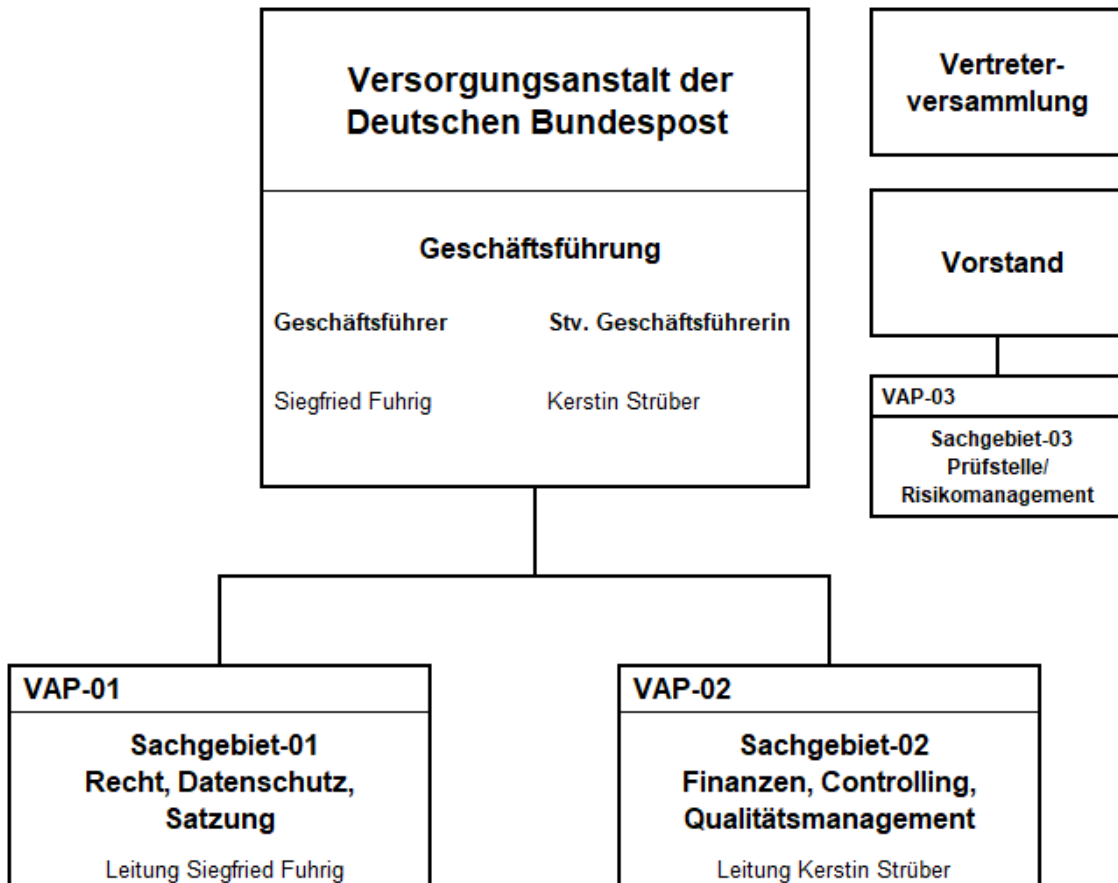 Versorgungsanstalt der
Deutschen Bundespost
Geschäftsführung
Geschäftsführer
Stv. Geschäftsführerin
Siegfried Fuhrig
Kerstin Strüber
Vertreter-
versammlung
Vorstand
VAP-03
Sachgebiet-03
Prüfstelle/
Risikomanagement
VAP-01
Sachgebiet-01
Recht, Datenschutz,
Satzung
Leitung Siegfried Fuhrig
VAP-02
Sachgebiet-02
Finanzen, Controlling,
Qualitätsmanagement
Leitung Kerstin Strüber